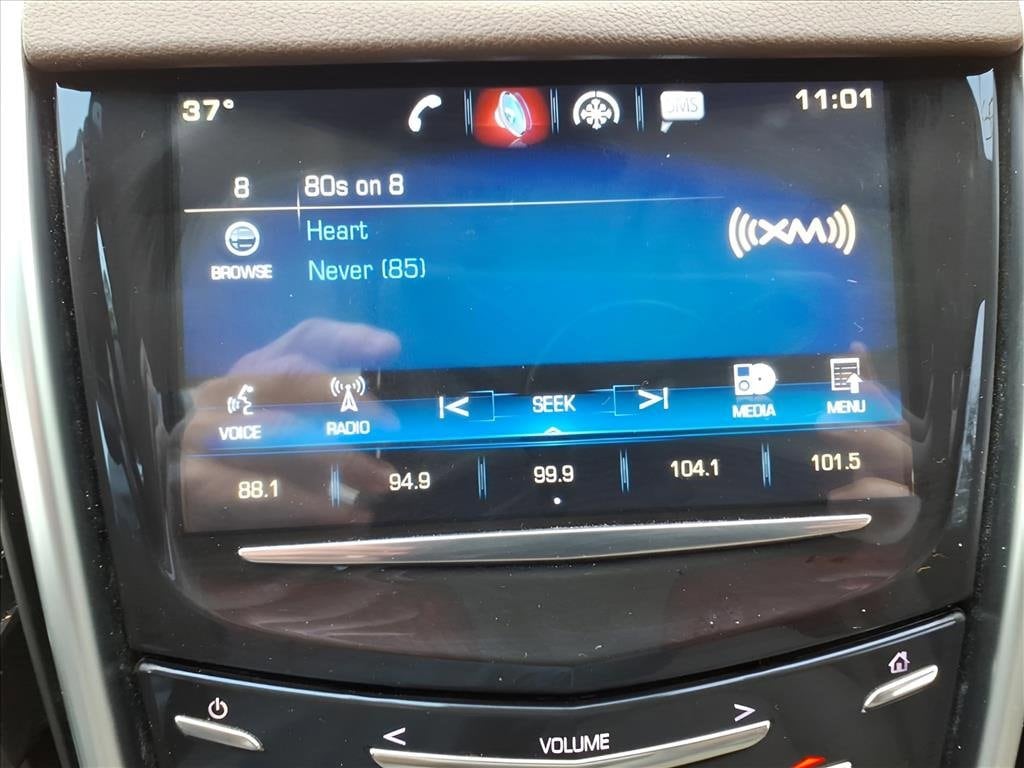 37°
SMS
11:01
8
80s on 8
Heart
XM
BROWSE
Never (85)
VOICE
RADIO
SEEK
MEDIA
MENU
88.1
94.9
99.9
104.1
101.5
< VOLUME >